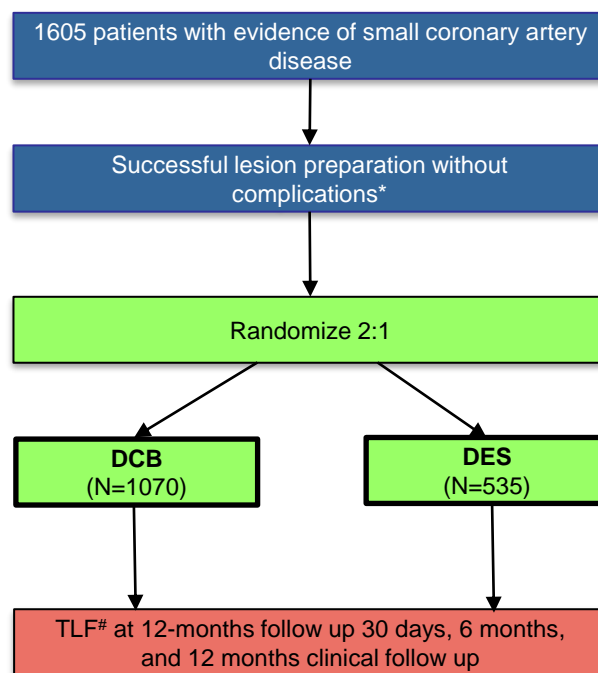 1605 patients with evidence of small coronary artery
disease
Successful lesion preparation without
complications*
Randomize 2:1
DCB
(N=1070)
DES
(N=535)
TLF# at 12-months follow up 30 days, 6 months,
and 12 months clinical follow up